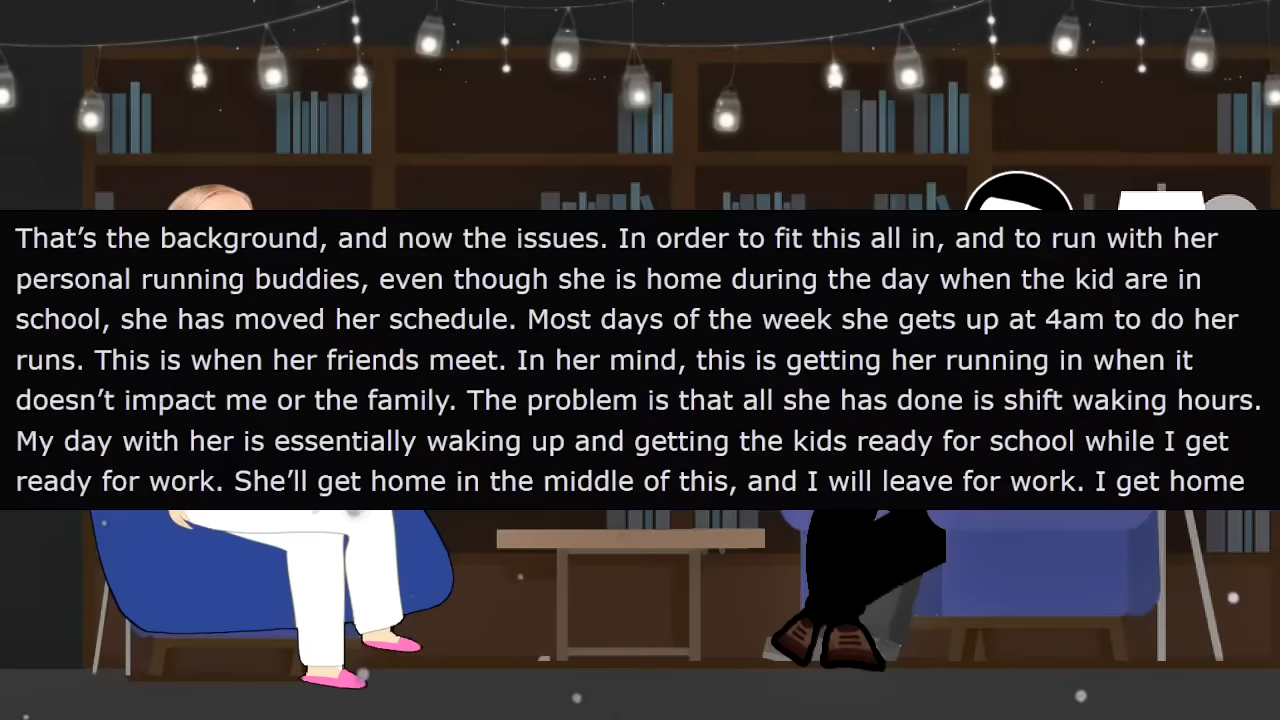 That’s the background, and now the issues. In order to fit this all in, and to run with her
personal running buddies, even though she is home during the day when the kid are in
school, she has moved her schedule. Most days of the week she gets up at 4am to do her
runs. This is when her friends meet. In her mind, this is getting her running in when it
doesn’t impact me or the family. The problem is that all she has done is shift waking hours.
My day with her is essentially waking up and getting the kids ready for school while I get
ready for work. She’ll get home in the middle of this, and I will leave for work. I get home